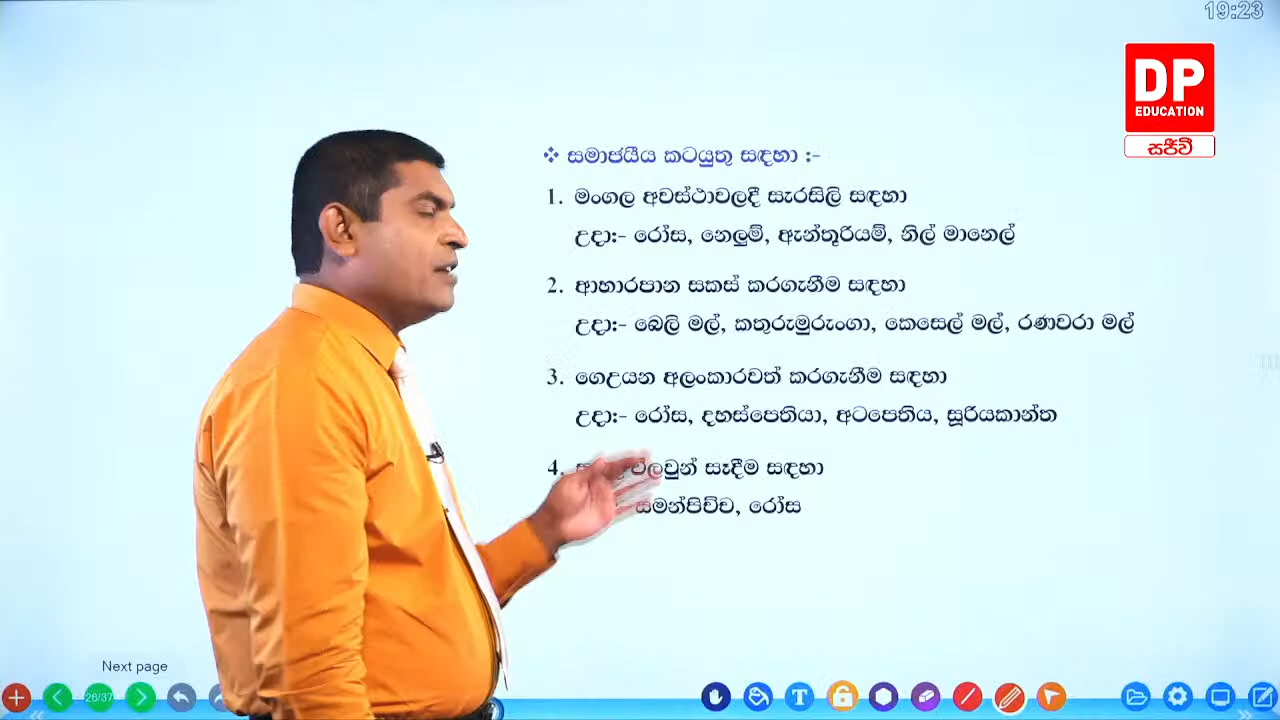 19:23
DP
EDUCATION
සජීවී
❖ සමාජයීය කටයුතු සඳහා :-
1. මංගල අවස්ථාවලදී සැරසිලි සඳහා
උදා:- රෝස, නෙලුම්, ඇන්තූරියම්, නිල් මානෙල්
2. ආහාරපාන සකස් කරගැනීම සඳහා
උදා:- බෙලි මල්, කතුරුමුරුංගා, කෙසෙල් මල්, රණවරා මල්
3. ගෙඋයන අලංකාරවත් කරගැනීම සඳහා
උදා:- රෝස, දහස්පෙතියා, අටපෙතිය, සූරියකාන්ත
4. සෑදීම සඳහා
සමන්පිච්ච, රෝස
Next page
26/37